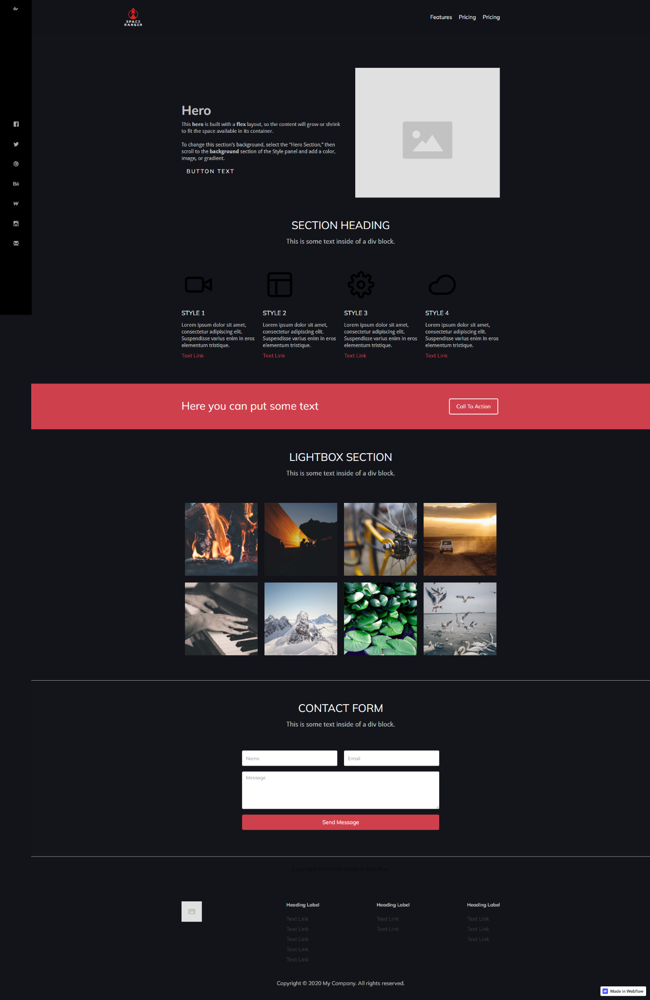 SPACE
RANGER
Features Pricing Pricing
Hero
This hero is built with a flex layout, so the content will grow or shrink
to fit the space available in its container.
To change this section's background, select the “Hero Section,” then
scroll to the background section of the Style panel and add a color,
image, or gradient.
BUTTON TEXT
Bē
SECTION HEADING
This is some text inside of a div block.
STYLE 1
Lorem ipsum dolor sit amet,
consectetur adipiscing elit.
Suspendisse varius enim in eros
elementum tristique.
Text Link
STYLE 2
Lorem ipsum dolor sit amet,
consectetur adipiscing elit.
Suspendisse varius enim in eros
elementum tristique.
Text Link
STYLE 3
Lorem ipsum dolor sit amet,
consectetur adipiscing elit.
Suspendisse varius enim in eros
elementum tristique.
Text Link
STYLE 4
Lorem ipsum dolor sit amet,
consectetur adipiscing elit.
Suspendisse varius enim in eros
elementum tristique.
Text Link
Here you can put some text
Call To Action
LIGHTBOX SECTION
This is some text inside of a div block.
CONTACT FORM
This is some text inside of a div block.
Name
Email
Message
Send Message
Copyright Incredible. Made in Webflow.
Heading Label
Text Link
Text Link
Text Link
Text Link
Text Link
Heading Label
Text Link
Text Link
Heading Label
Text Link
Text Link
Text Link
Copyright © 2020 My Company. All rights reserved.
Made in Webflow